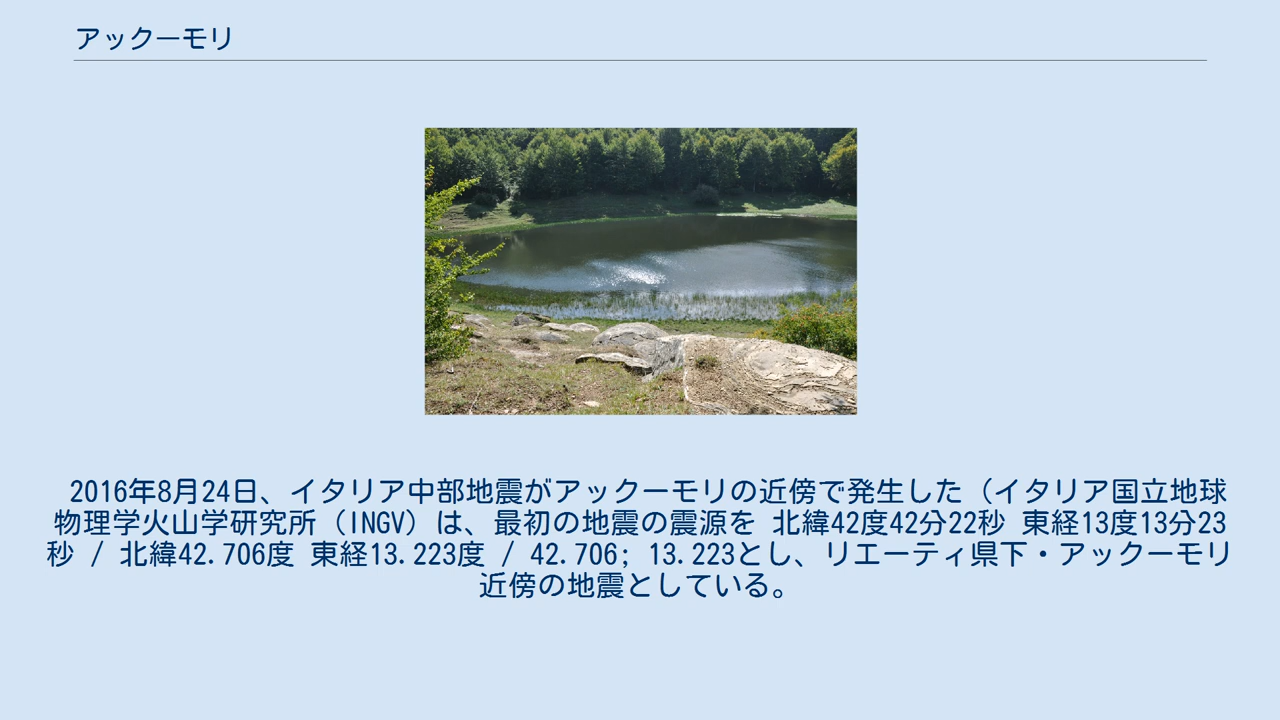 アックーモリ
2016年8月24日、イタリア中部地震がアックーモリの近傍で発生した（イタリア国立地球
物理学火山学研究所（INGV）は、最初の地震の震源を 北緯42度42分22秒 東経13度13分23
秒 / 北緯42.706度 東経13.223度 / 42.706; 13.223とし、リエーティ県下・アックーモリ
近傍の地震としている。